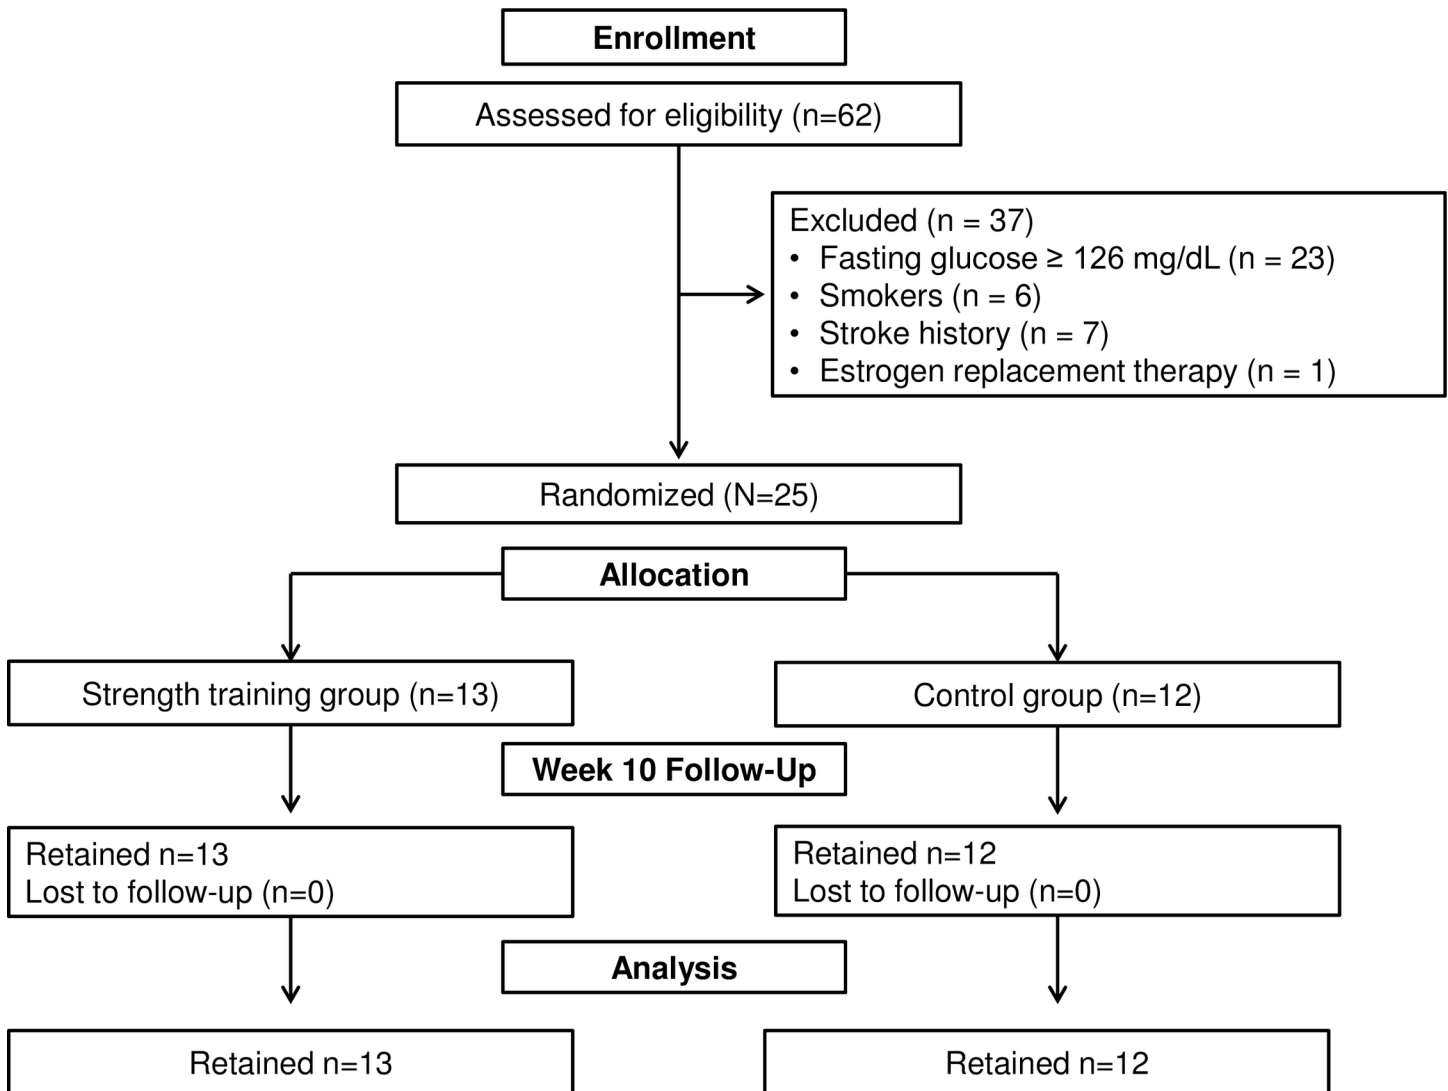 Enrollment
Assessed for eligibility (n=62)
Excluded (n = 37)
• Fasting glucose ≥ 126 mg/dL (n = 23)
• Smokers (n = 6)
• Stroke history (n = 7)
• Estrogen replacement therapy (n = 1)
Randomized (N=25)
Allocation
Strength training group (n=13)
Control group (n=12)
Week 10 Follow-Up
Retained n=13
Lost to follow-up (n=0)
Retained n=12
Lost to follow-up (n=0)
Analysis
Retained n=13
Retained n=12